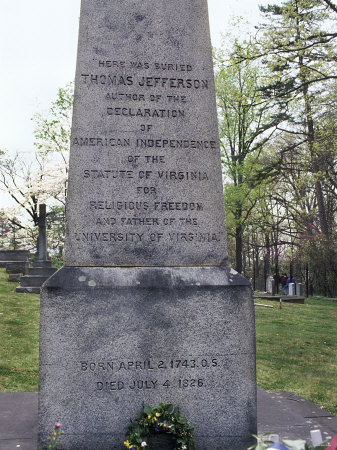 HERE WAS BURIED
THOMAS JEFFERSON
AUTHOR OF THE
DECLARATION
OF
AMERICAN INDEPENDENCE
OF THE
STATUTE OF VIRGINIA
FOR
RELIGIOUS FREEDOM
AND FATHER OF THE
UNIVERSITY OF VIRGINIA.
BORN APRIL 2. 1743. O.S.
DIED JULY 4. 1826.